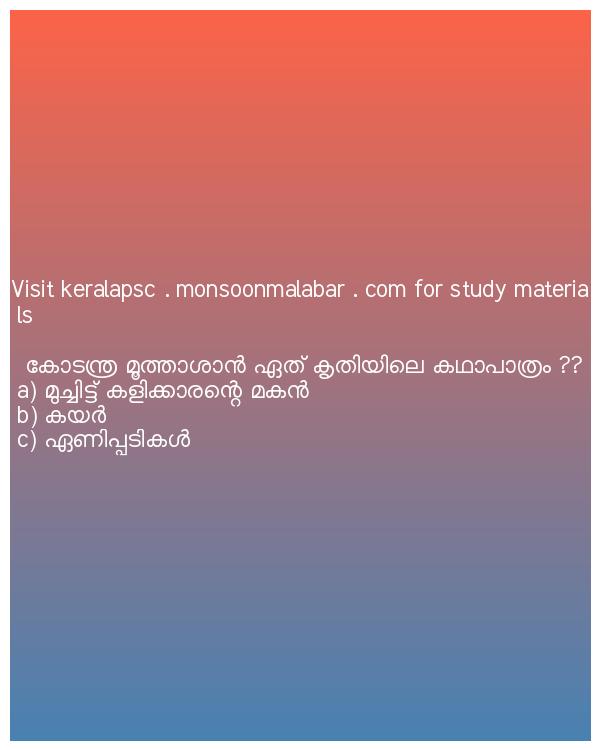 Visit keralapsc . monsoonmalabar . com for study materia
ls
കോടന്ത്ര മൂത്താശാൻ ഏത് കൃതിയിലെ കഥാപാത്രം ??
a) മുച്ചിട്ട് കളിക്കാരന്റെ മകൻ
b) കയർ
c) ഏണിപ്പടികൾ